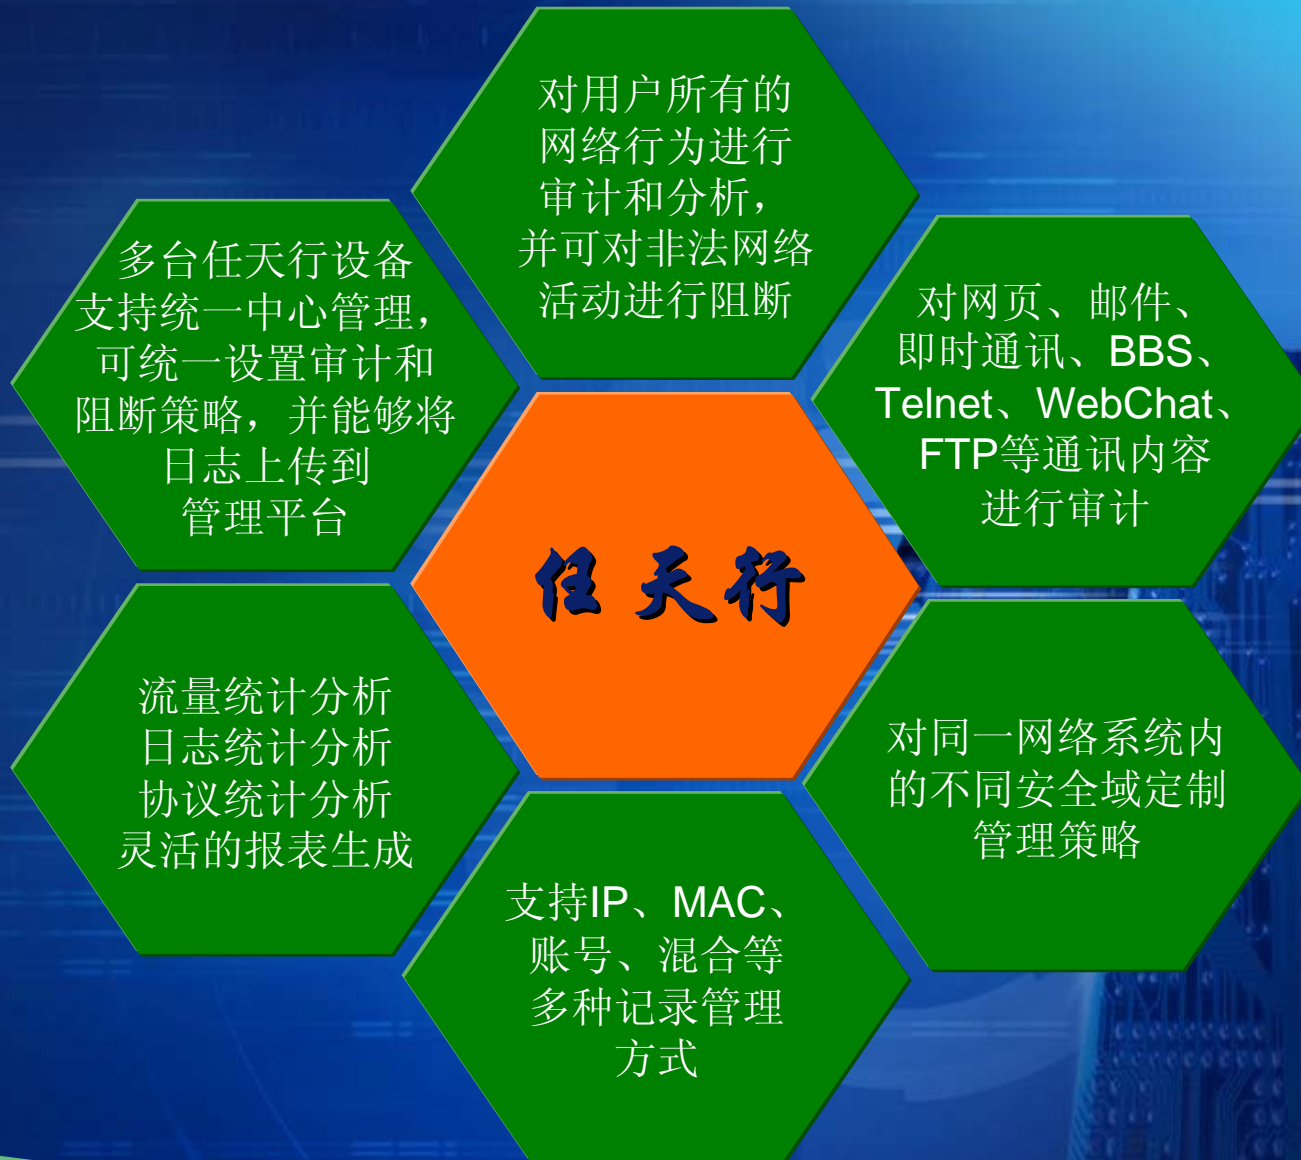 对用户所有的
网络行为进行
审计和分析，
并可对非法网络
活动进行阻断
多台任天行设备
支持统一中心管理，
可统一设置审计和
阻断策略，并能够将
日志上传到
管理平台
对网页、邮件、
即时通讯、BBS、
Telnet、WebChat、
FTP等通讯内容
进行审计
任天行
流量统计分析
日志统计分析
协议统计分析
灵活的报表生成
对同一网络系统内
的不同安全域定制
管理策略
支持IP、MAC、
账号、混合等
多种记录管理
方式